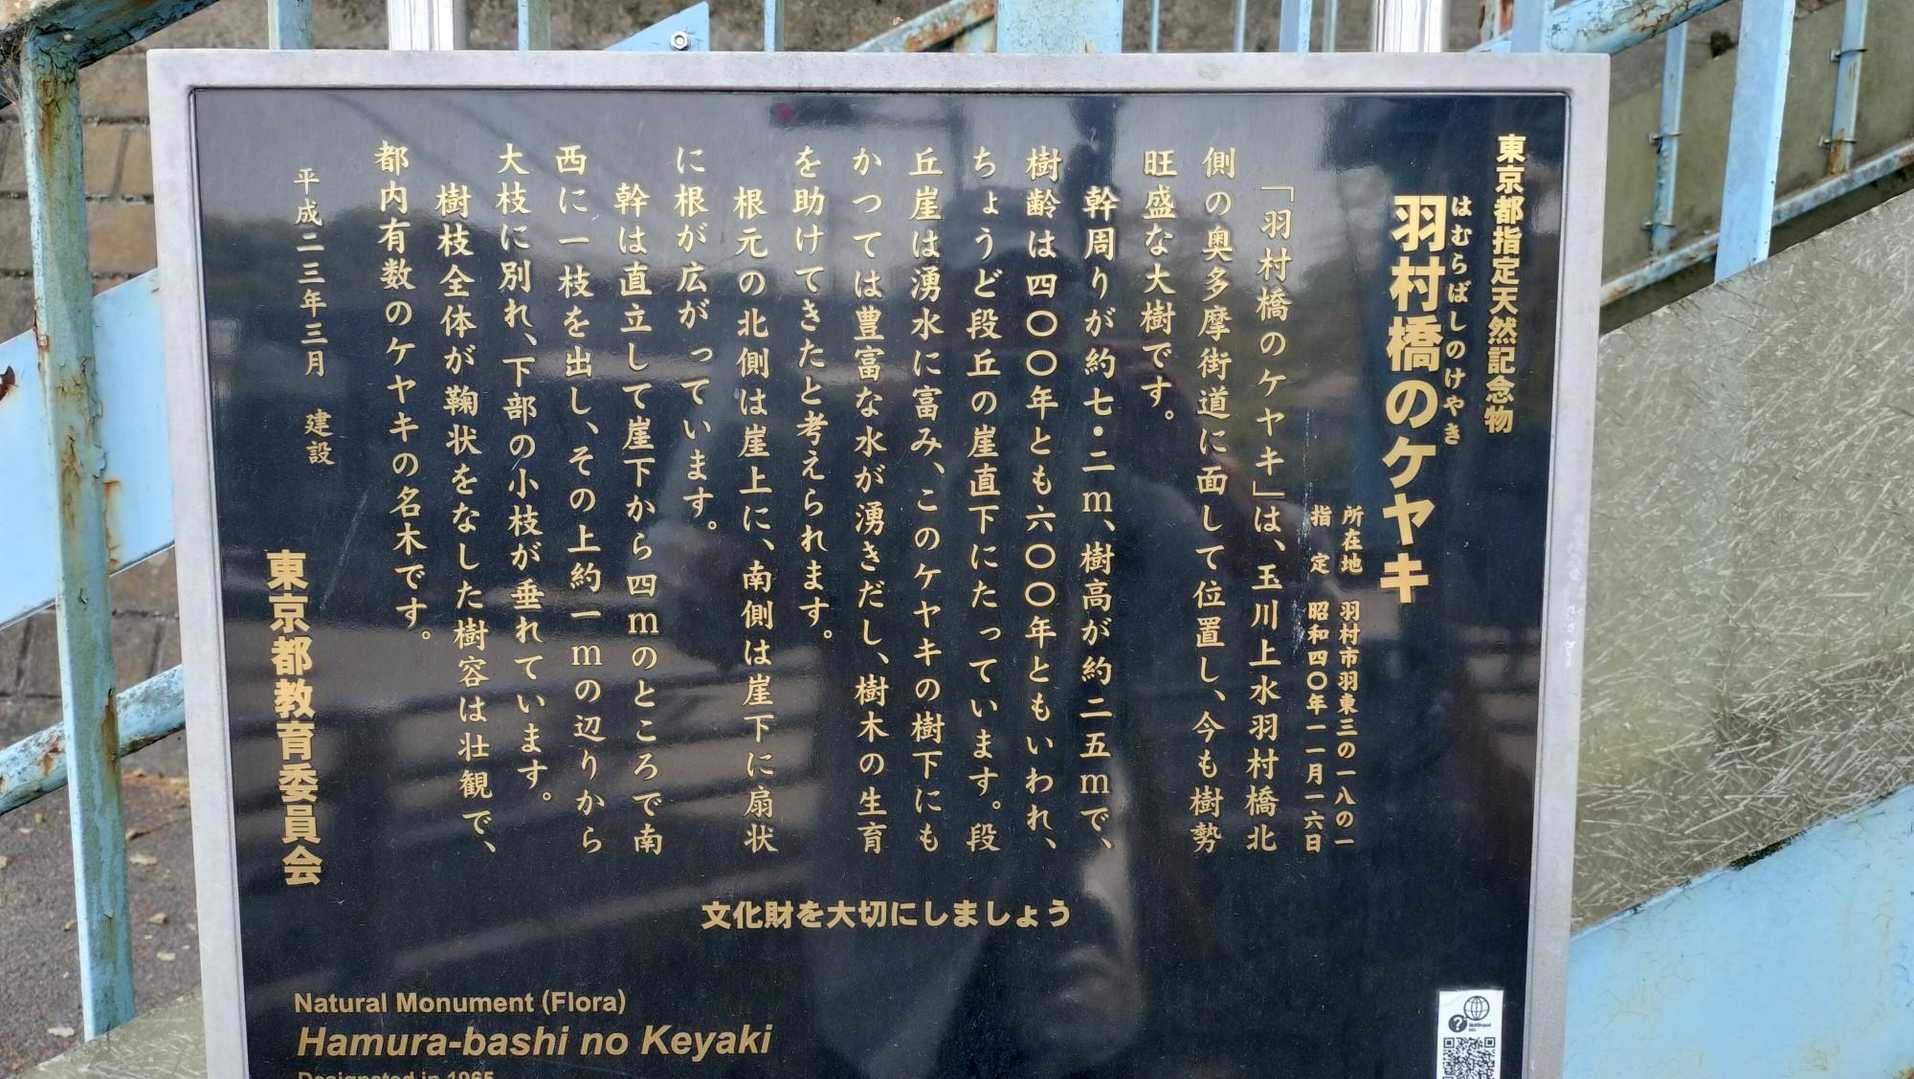 東京都指定天然記念物
はむらばしのけやき
羽村橋のケヤキ
所在地 羽村市羽東三の一八の一
指定 昭和四〇年一一月一六日
「羽村橋のケヤキ」は、玉川上水羽村橋北
側の奥多摩街道に面して位置し、今も樹勢
旺盛な大樹です。
幹周りが約七・二ｍ、樹高が約二五ｍで、
樹齢は四〇〇年とも六〇〇年ともいわれ、
ちょうど段丘の崖直下にたっています。段
丘崖は湧水に富み、このケヤキの樹下にも
かつては豊富な水が湧きだし、樹木の生育
を助けてきたと考えられます。
根元の北側は崖上に、南側は崖下に扇状
に根が広がっています。
幹は直立して崖下から四ｍのところで南
西に一枝を出し、その上約一ｍの辺りから
大枝に別れ、下部の小枝が垂れています。
樹枝全体が鞠状をなした樹容は壮観で、
都内有数のケヤキの名木です。
平成二三年三月 建設
東京都教育委員会
文化財を大切にしましょう
Natural Monument (Flora)
Hamura-bashi no Keyaki
Designated in 1965